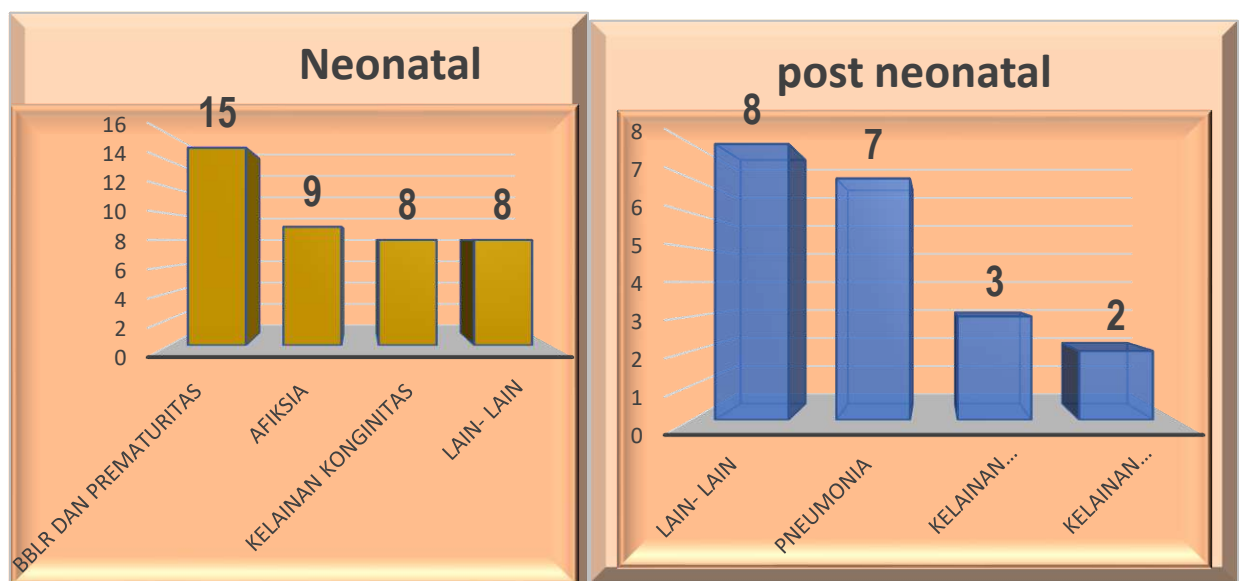 Neonatal
15
9
8
8
16
14
12
10
8
6
4
2
0
BBLR DAN PREMATURITAS
AFIKSIA
KELAINAN KONGINITAS
LAIN- LAIN
post neonatal
8
7
3
2
8
7
6
5
4
3
2
1
0
LAIN- LAIN
PNEUMONIA
KELAINAN...
KELAINAN...